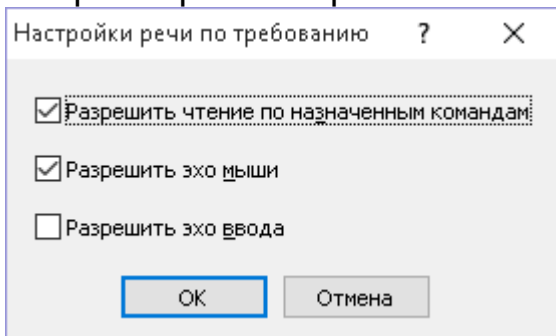 Настройки речи по требованию ? ×
Разрешить чтение по назначенным командам
Разрешить эхо мыши
Разрешить эхо ввода
OK Отмена